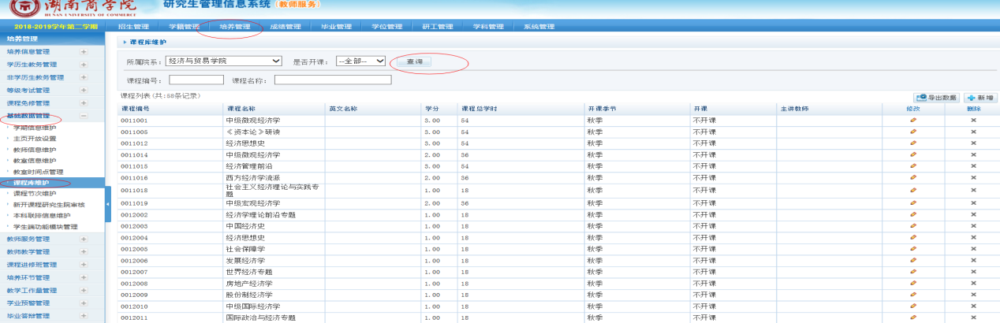 湖南商学院 研究生管理信息系统 (教师服务)
HUNAN UNIVERSITY OF COMMERCE
2018-2019学年第二学期 招生管理 学籍管理 培养管理 成绩管理 毕业管理 学位管理 研工管理 学科管理 系统管理
培养管理
培养信息管理
学历生教务管理
非学历生教务管理
等级考试管理
课程免修管理
基础数据管理
学期信息维护
主页开放设置
教师信息维护
教室信息维护
教室时间点管理
课程库维护
课程节次维护
新开课程研究生院审核
本科联排信息维护
学生端功能模块管理
教师服务管理
教师教学管理
课程进修班管理
培养环节管理
教学工作量管理
学业预警管理
毕业答辩管理
课程库维护
所属院系: 经济与贸易学院 是否开课: --全部-- 查询
课程编号: 课程名称:
课程列表(共:58条记录) 导出数据 新增
课程编号 课程名称 英文名称 学分 课程总学时 开课季节 开课 主讲教师 修改 删除
0011001 中级微观经济学 3.00 54 秋季 不开课
0011005 《资本论》研读 3.00 54 秋季 不开课
0011012 经济思想史 3.00 54 秋季 不开课
0011014 中级微观经济学 2.00 36 秋季 不开课
0011015 经济管理前沿 3.00 54 秋季 不开课
0011016 西方经济学流派 2.00 36 秋季 不开课
0011018 社会主义经济理论与实践专题 1.00 18 秋季 不开课
0011019 中级宏观经济学 2.00 36 秋季 不开课
0012002 经济学理论前沿专题 1.00 18 秋季 不开课
0012003 中国经济史 1.00 18 秋季 不开课
0012004 经济思想史 1.00 18 秋季 不开课
0012005 社会保障学 1.00 18 秋季 不开课
0012006 发展经济学 1.00 18 秋季 不开课
0012007 世界经济专题 1.00 18 秋季 不开课
0012008 房地产经济学 1.00 18 秋季 不开课
0012009 股份制经济学 1.00 18 秋季 不开课
0012010 中级国际经济学 1.00 18 秋季 不开课
0012011 国际政治与经济专题 1.00 18 秋季 不开课